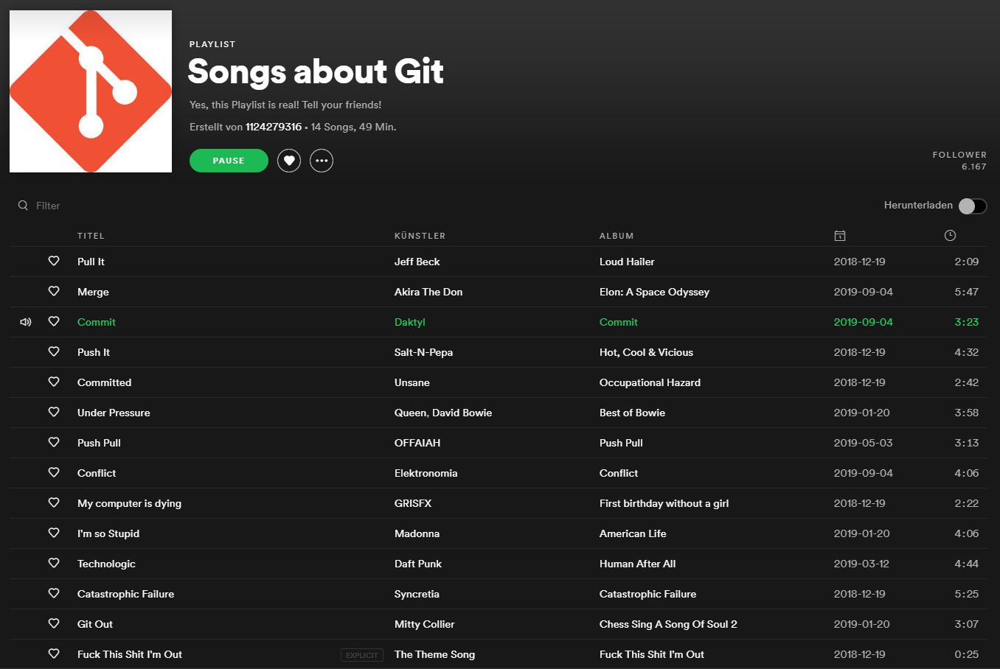 PLAYLIST
Songs about Git
Yes, this Playlist is real! Tell your friends!
Erstellt von 1124279316 • 14 Songs, 49 Min.
PAUSE
FOLLOWER
6.167
Filter
Herunterladen
TITEL KÜNSTLER ALBUM
Pull It Jeff Beck Loud Hailer 2018-12-19 2:09
Merge Akira The Don Elon: A Space Odyssey 2019-09-04 5:47
Commit Daktyl Commit 2019-09-04 3:23
Push It Salt-N-Pepa Hot, Cool & Vicious 2018-12-19 4:32
Committed Unsane Occupational Hazard 2018-12-19 2:42
Under Pressure Queen, David Bowie Best of Bowie 2019-01-20 3:58
Push Pull OFFAIAH Push Pull 2019-05-03 3:13
Conflict Elektronomia Conflict 2019-09-04 4:06
My computer is dying GRISFX First birthday without a girl 2018-12-19 2:22
I'm so Stupid Madonna American Life 2019-01-20 4:06
Technologic Daft Punk Human After All 2019-03-12 4:44
Catastrophic Failure Syncretia Catastrophic Failure 2018-12-19 5:25
Git Out Mitty Collier Chess Sing A Song Of Soul 2 2019-01-20 3:07
Fuck This Shit I'm Out EXPLICIT The Theme Song Fuck This Shit I'm Out 2018-12-19 0:25